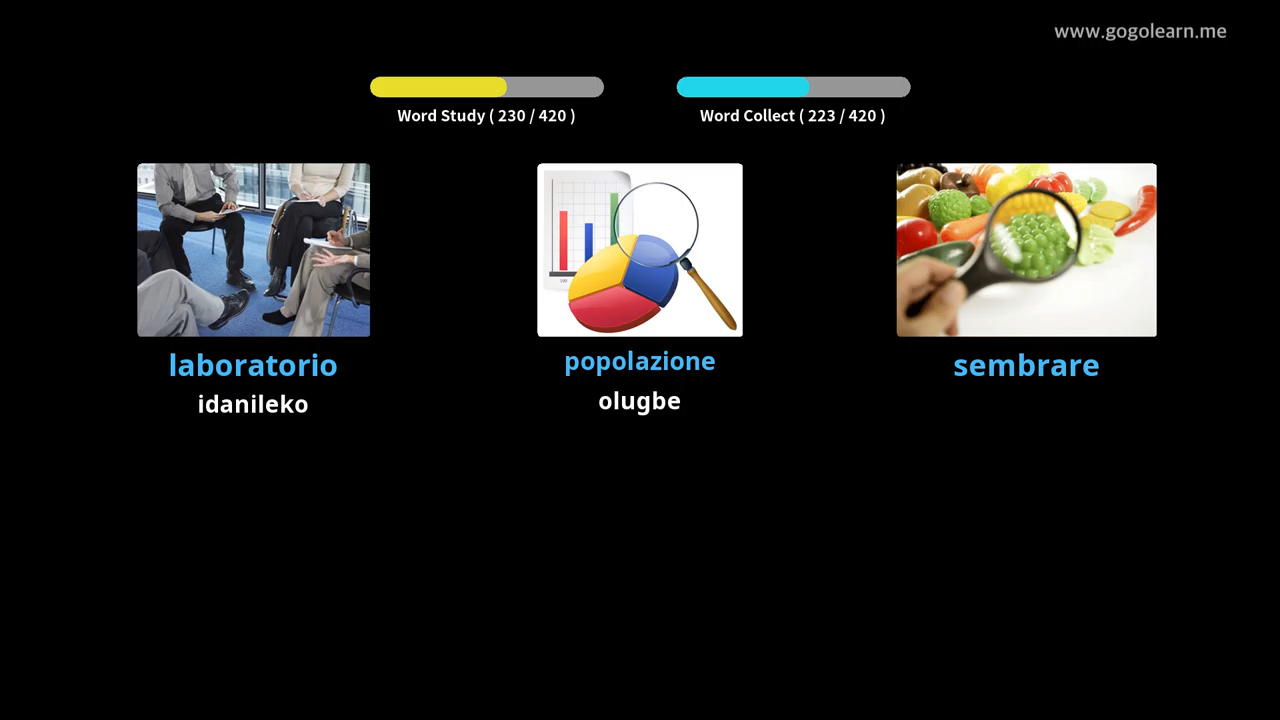 www.gogolearn.me
Word Study ( 230 / 420 )
Word Collect ( 223 / 420 )
laboratorio
idanileko
popolazione
olugbe
sembrare